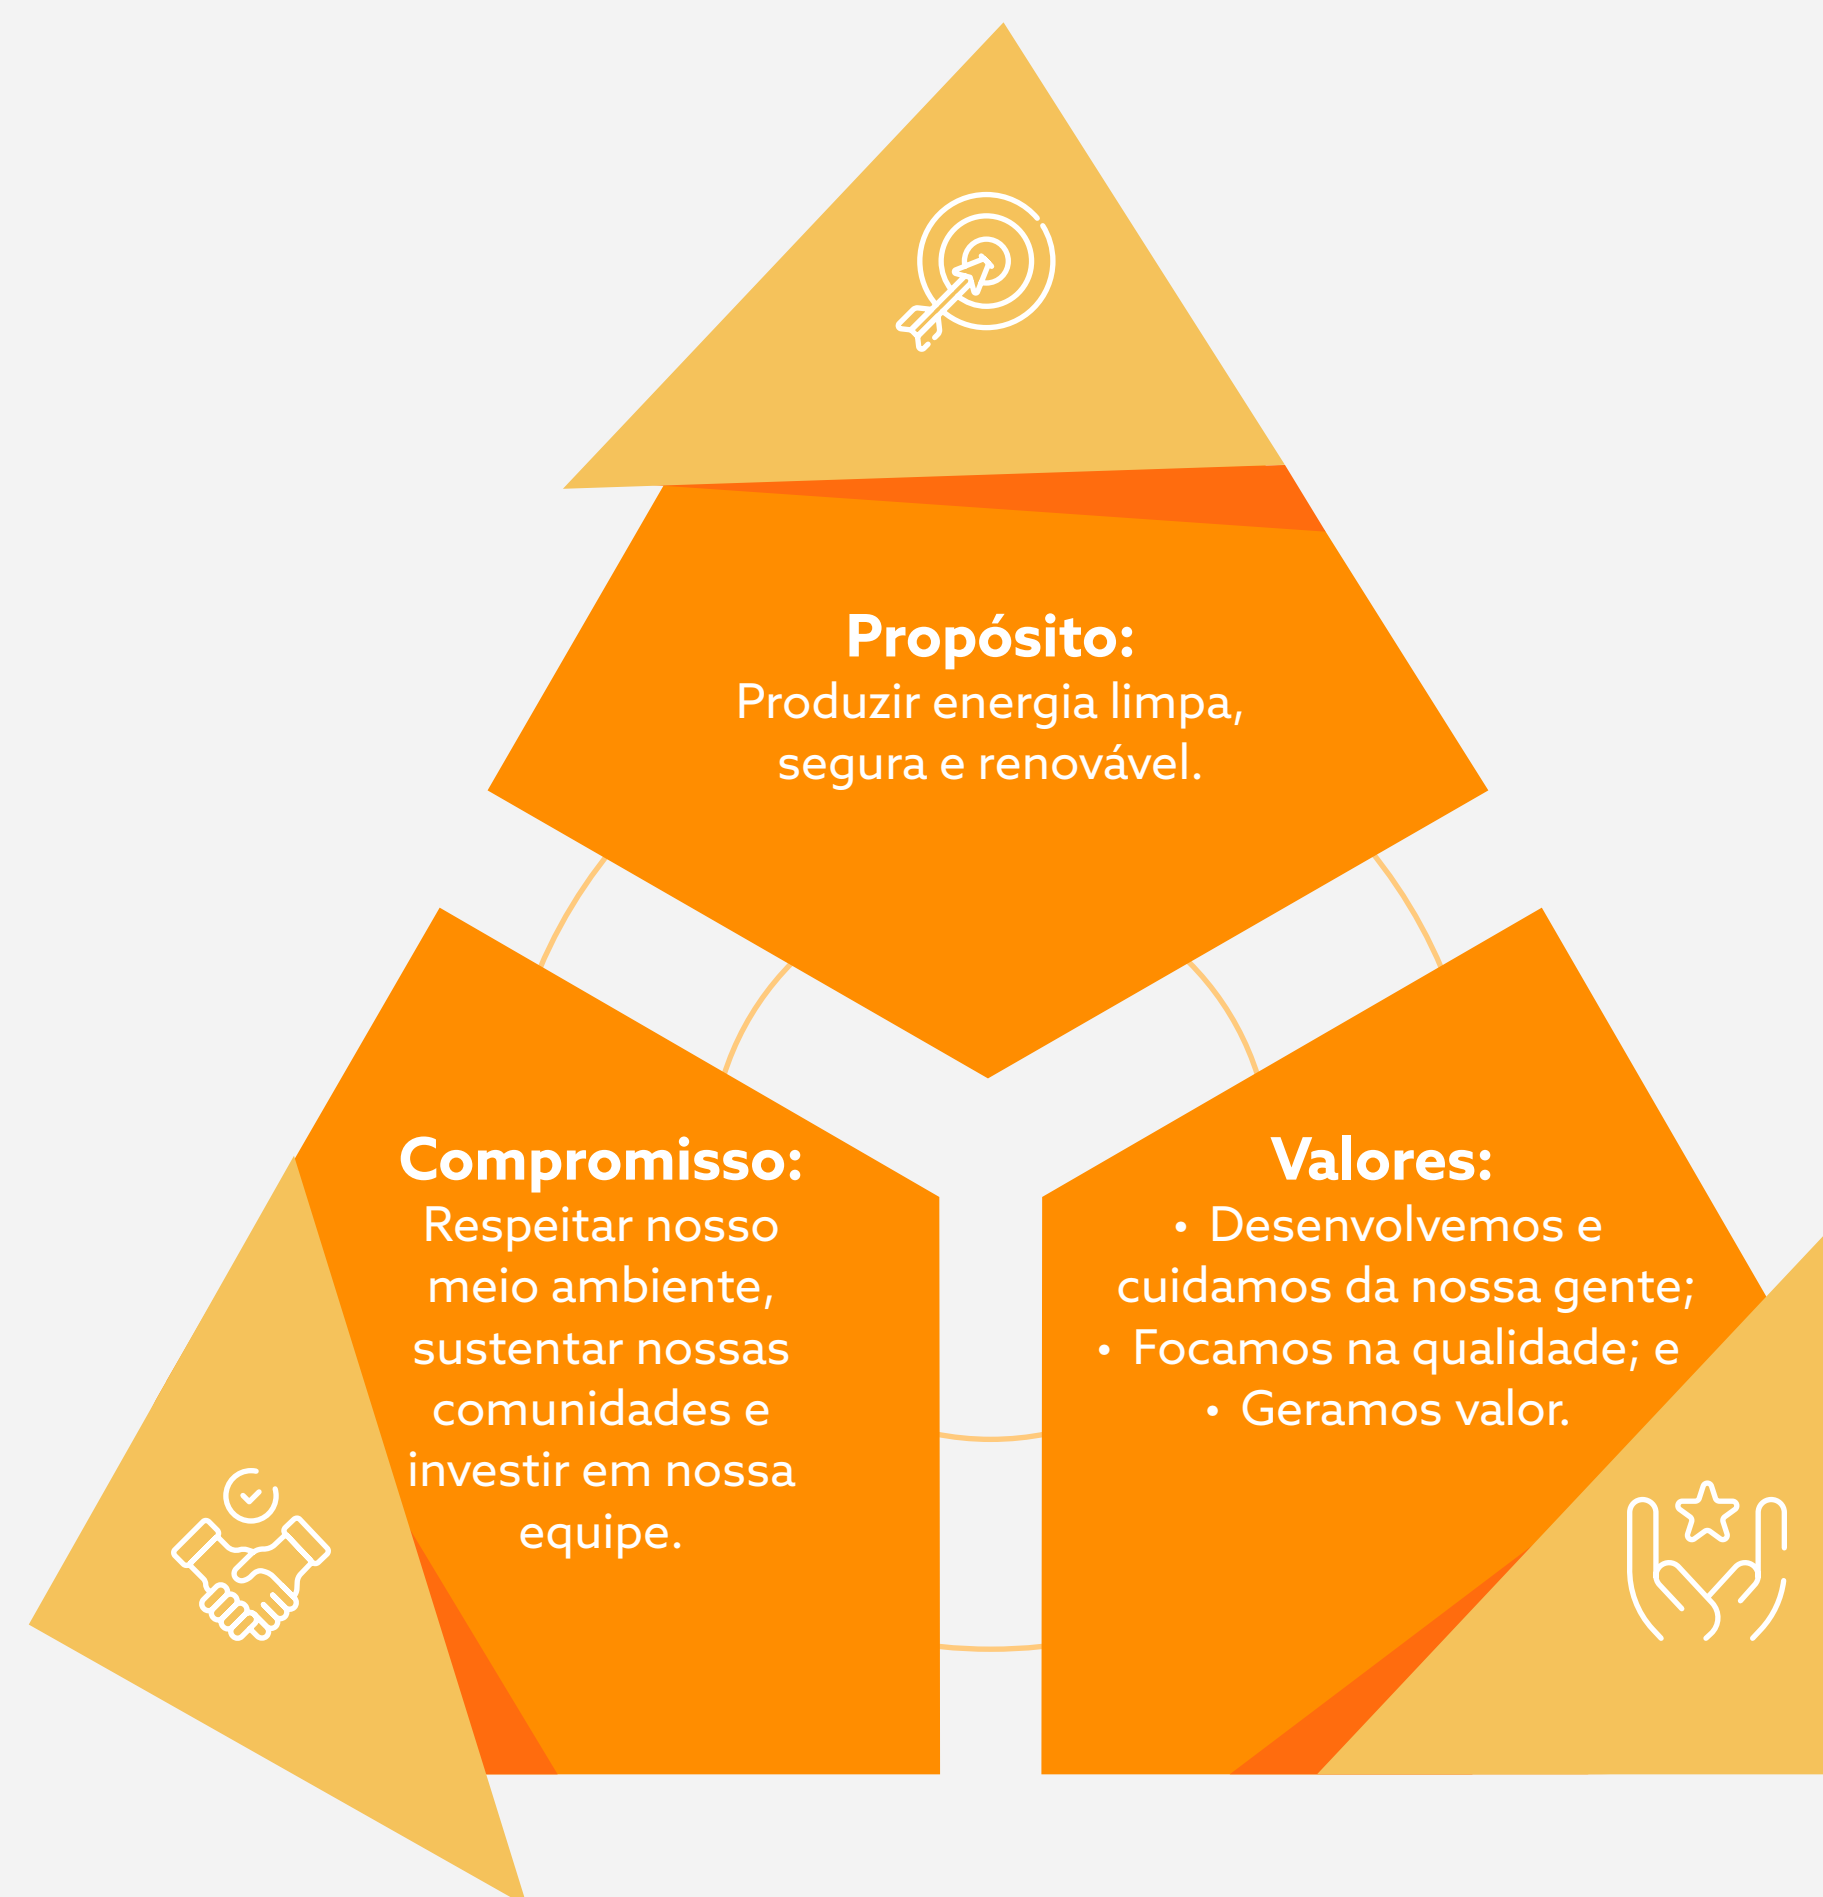 Propósito:
Produzir energia limpa,
segura e renovável.
Compromisso:
Respeitar nosso
meio ambiente,
sustentar nossas
comunidades e
investir em nossa
equipe.
Valores:
• Desenvolvemos e
cuidamos da nossa gente;
• Focamos na qualidade; e
• Geramos valor.